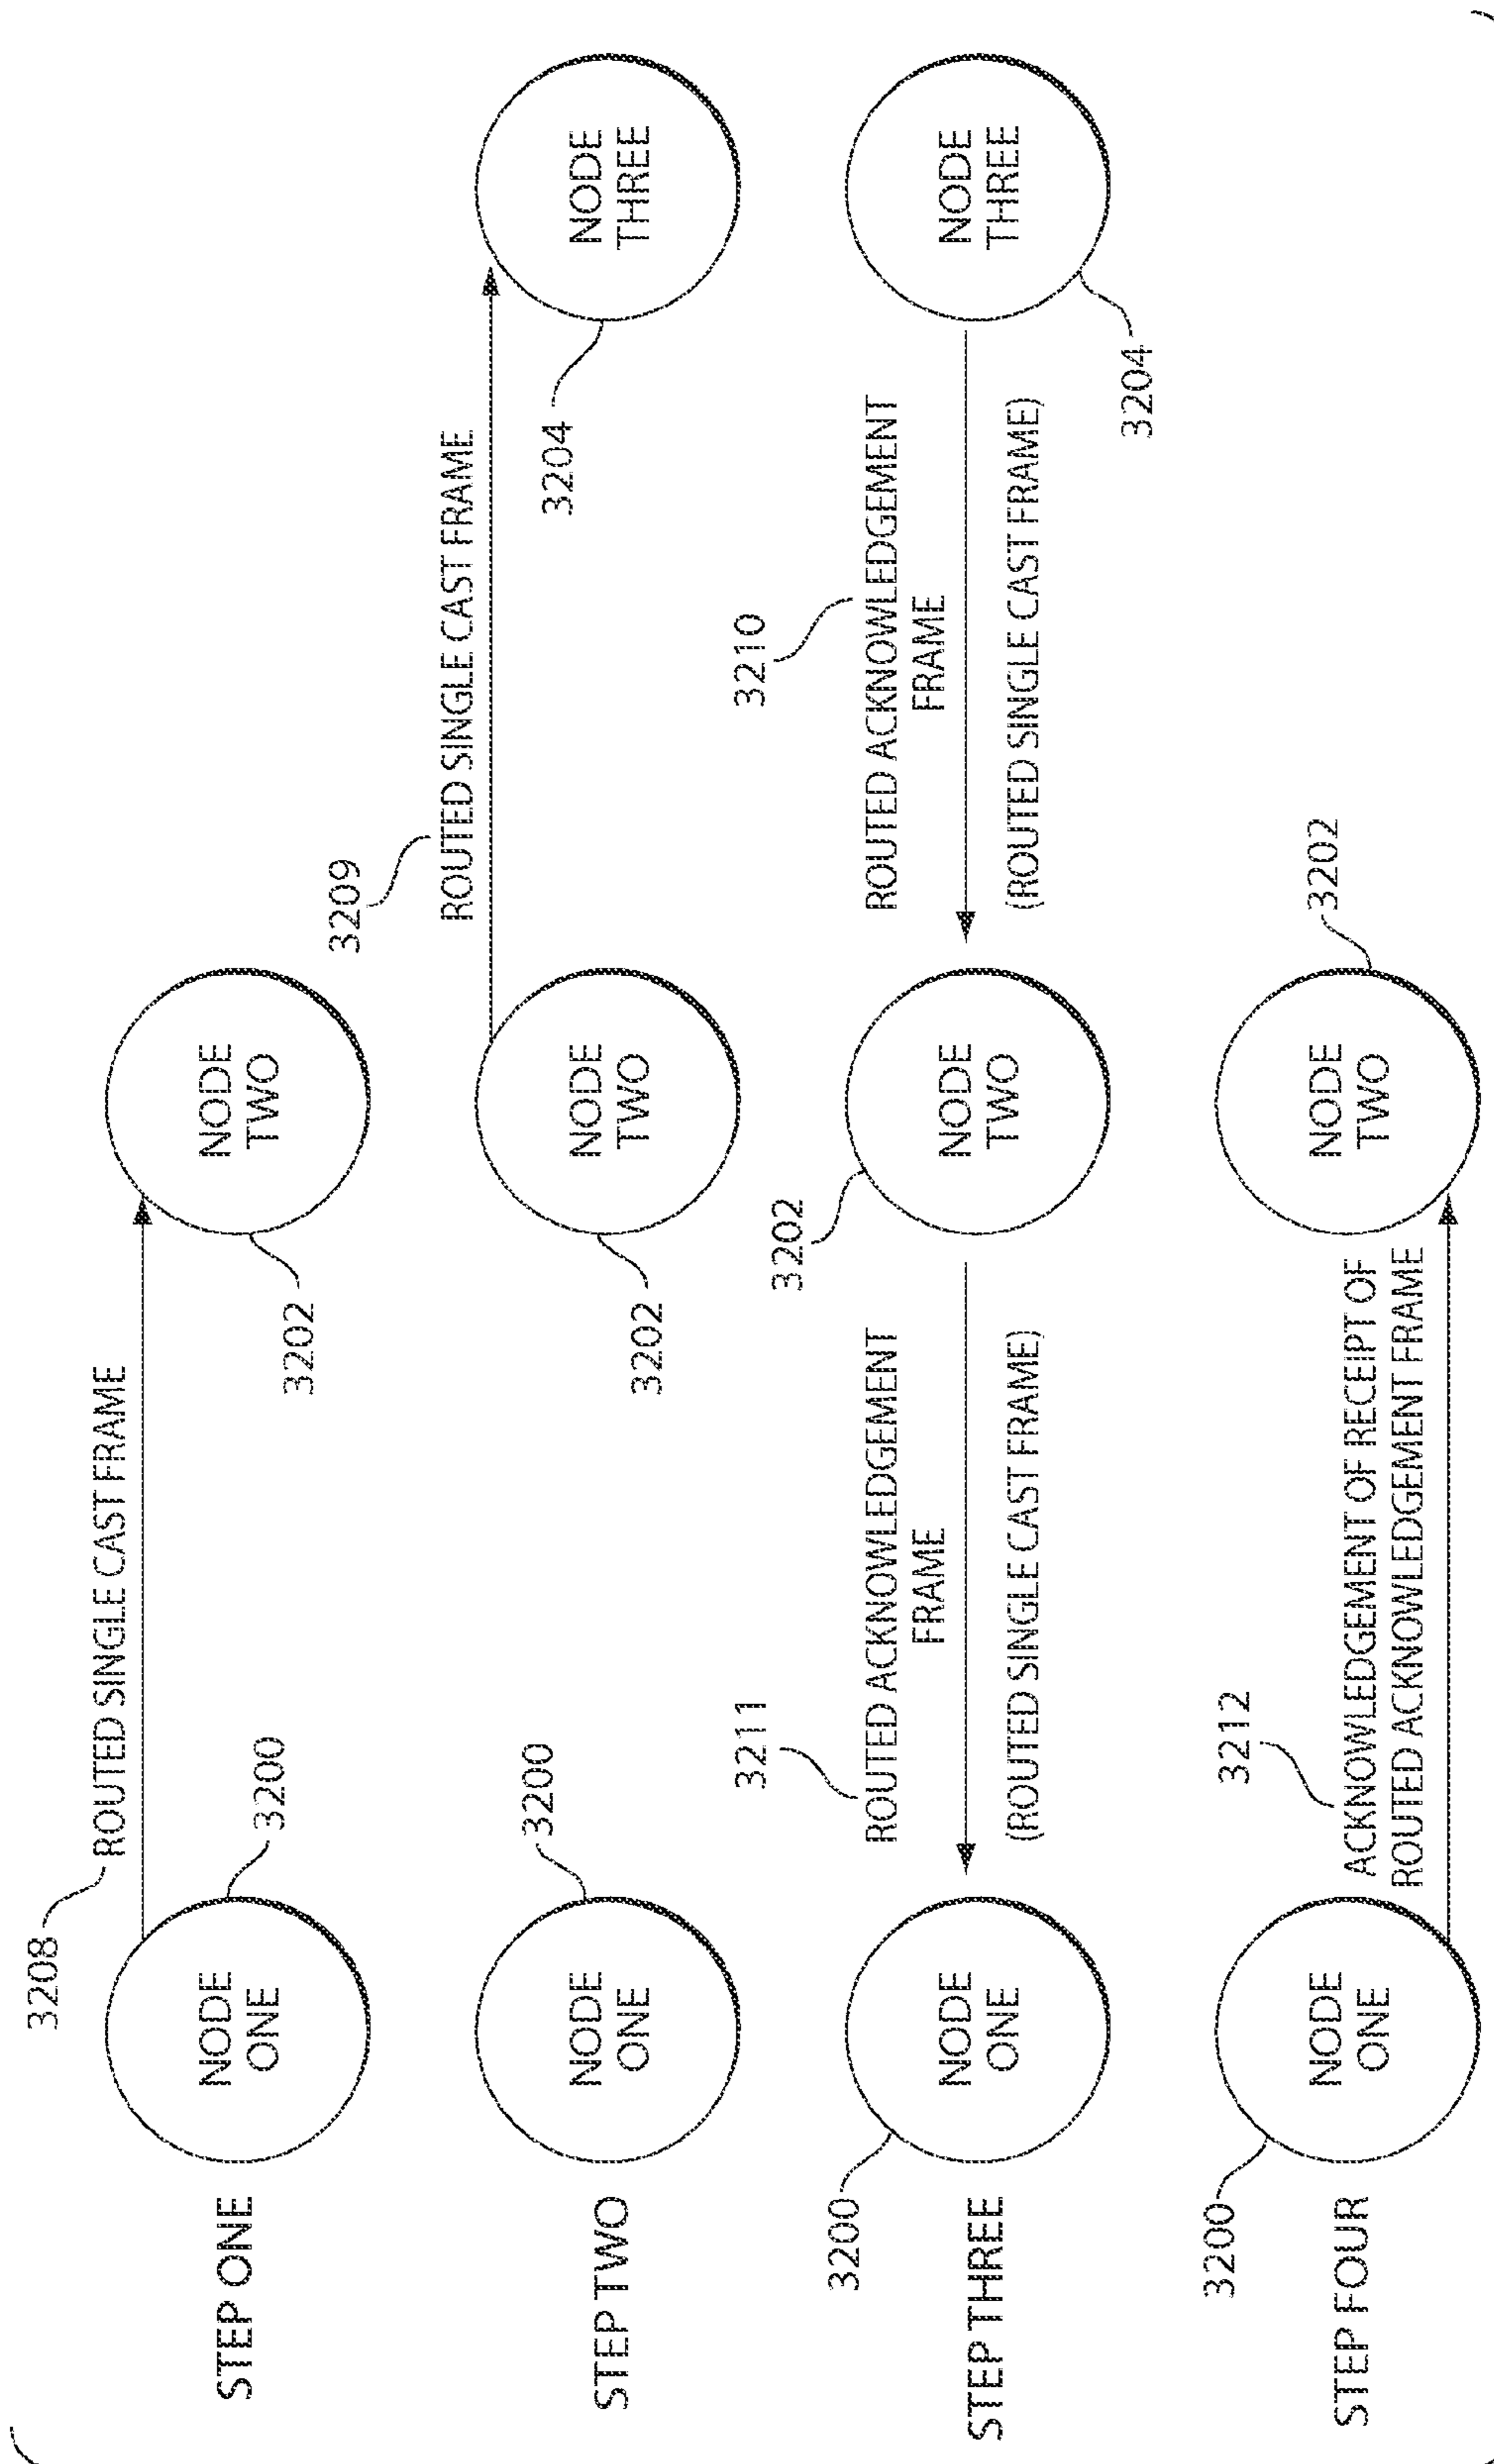 3208
ROUTED SINGLE CAST FRAME
STEP ONE
NODE
ONE
3200
NODE
TWO
3202
3209
ROUTED SINGLE CAST FRAME
STEP TWO
NODE
ONE
3200
NODE
TWO
3202
NODE
THREE
3204
3211
ROUTED ACKNOWLEDGEMENT
FRAME
(ROUTED SINGLE CAST FRAME)
3210
ROUTED ACKNOWLEDGEMENT
FRAME
(ROUTED SINGLE CAST FRAME)
STEP THREE
3200
NODE
ONE
3202
NODE
TWO
NODE
THREE
3204
STEP FOUR
3200
NODE
ONE
3212
ACKNOWLEDGEMENT OF RECEIPT OF
ROUTED ACKNOWLEDGEMENT FRAME
NODE
TWO
3202